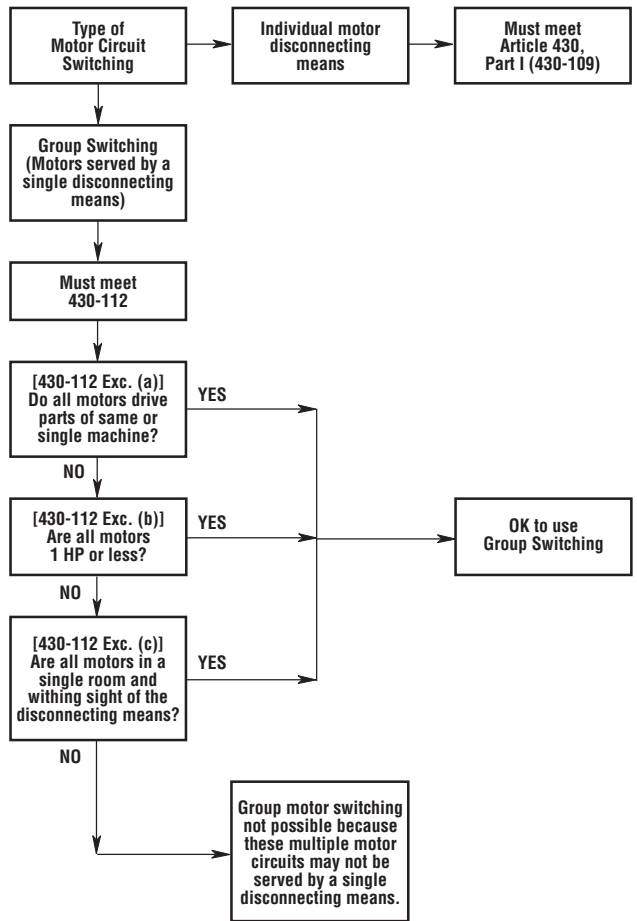 Type of
Motor Circuit
Switching
Individual motor
disconnecting
means
Must meet
Article 430,
Part I (430-109)
Group Switching
(Motors served by a
single disconnecting
means)
Must meet
430-112
[430-112 Exc. (a)]
Do all motors drive
parts of same or
single machine?
YES
NO
[430-112 Exc. (b)]
Are all motors
1 HP or less?
YES
OK to use
Group Switching
NO
[430-112 Exc. (c)]
Are all motors in a
single room and
withing sight of the
disconnecting means?
YES
NO
Group motor switching
not possible because
these multiple motor
circuits may not be
served by a single
disconnecting means.